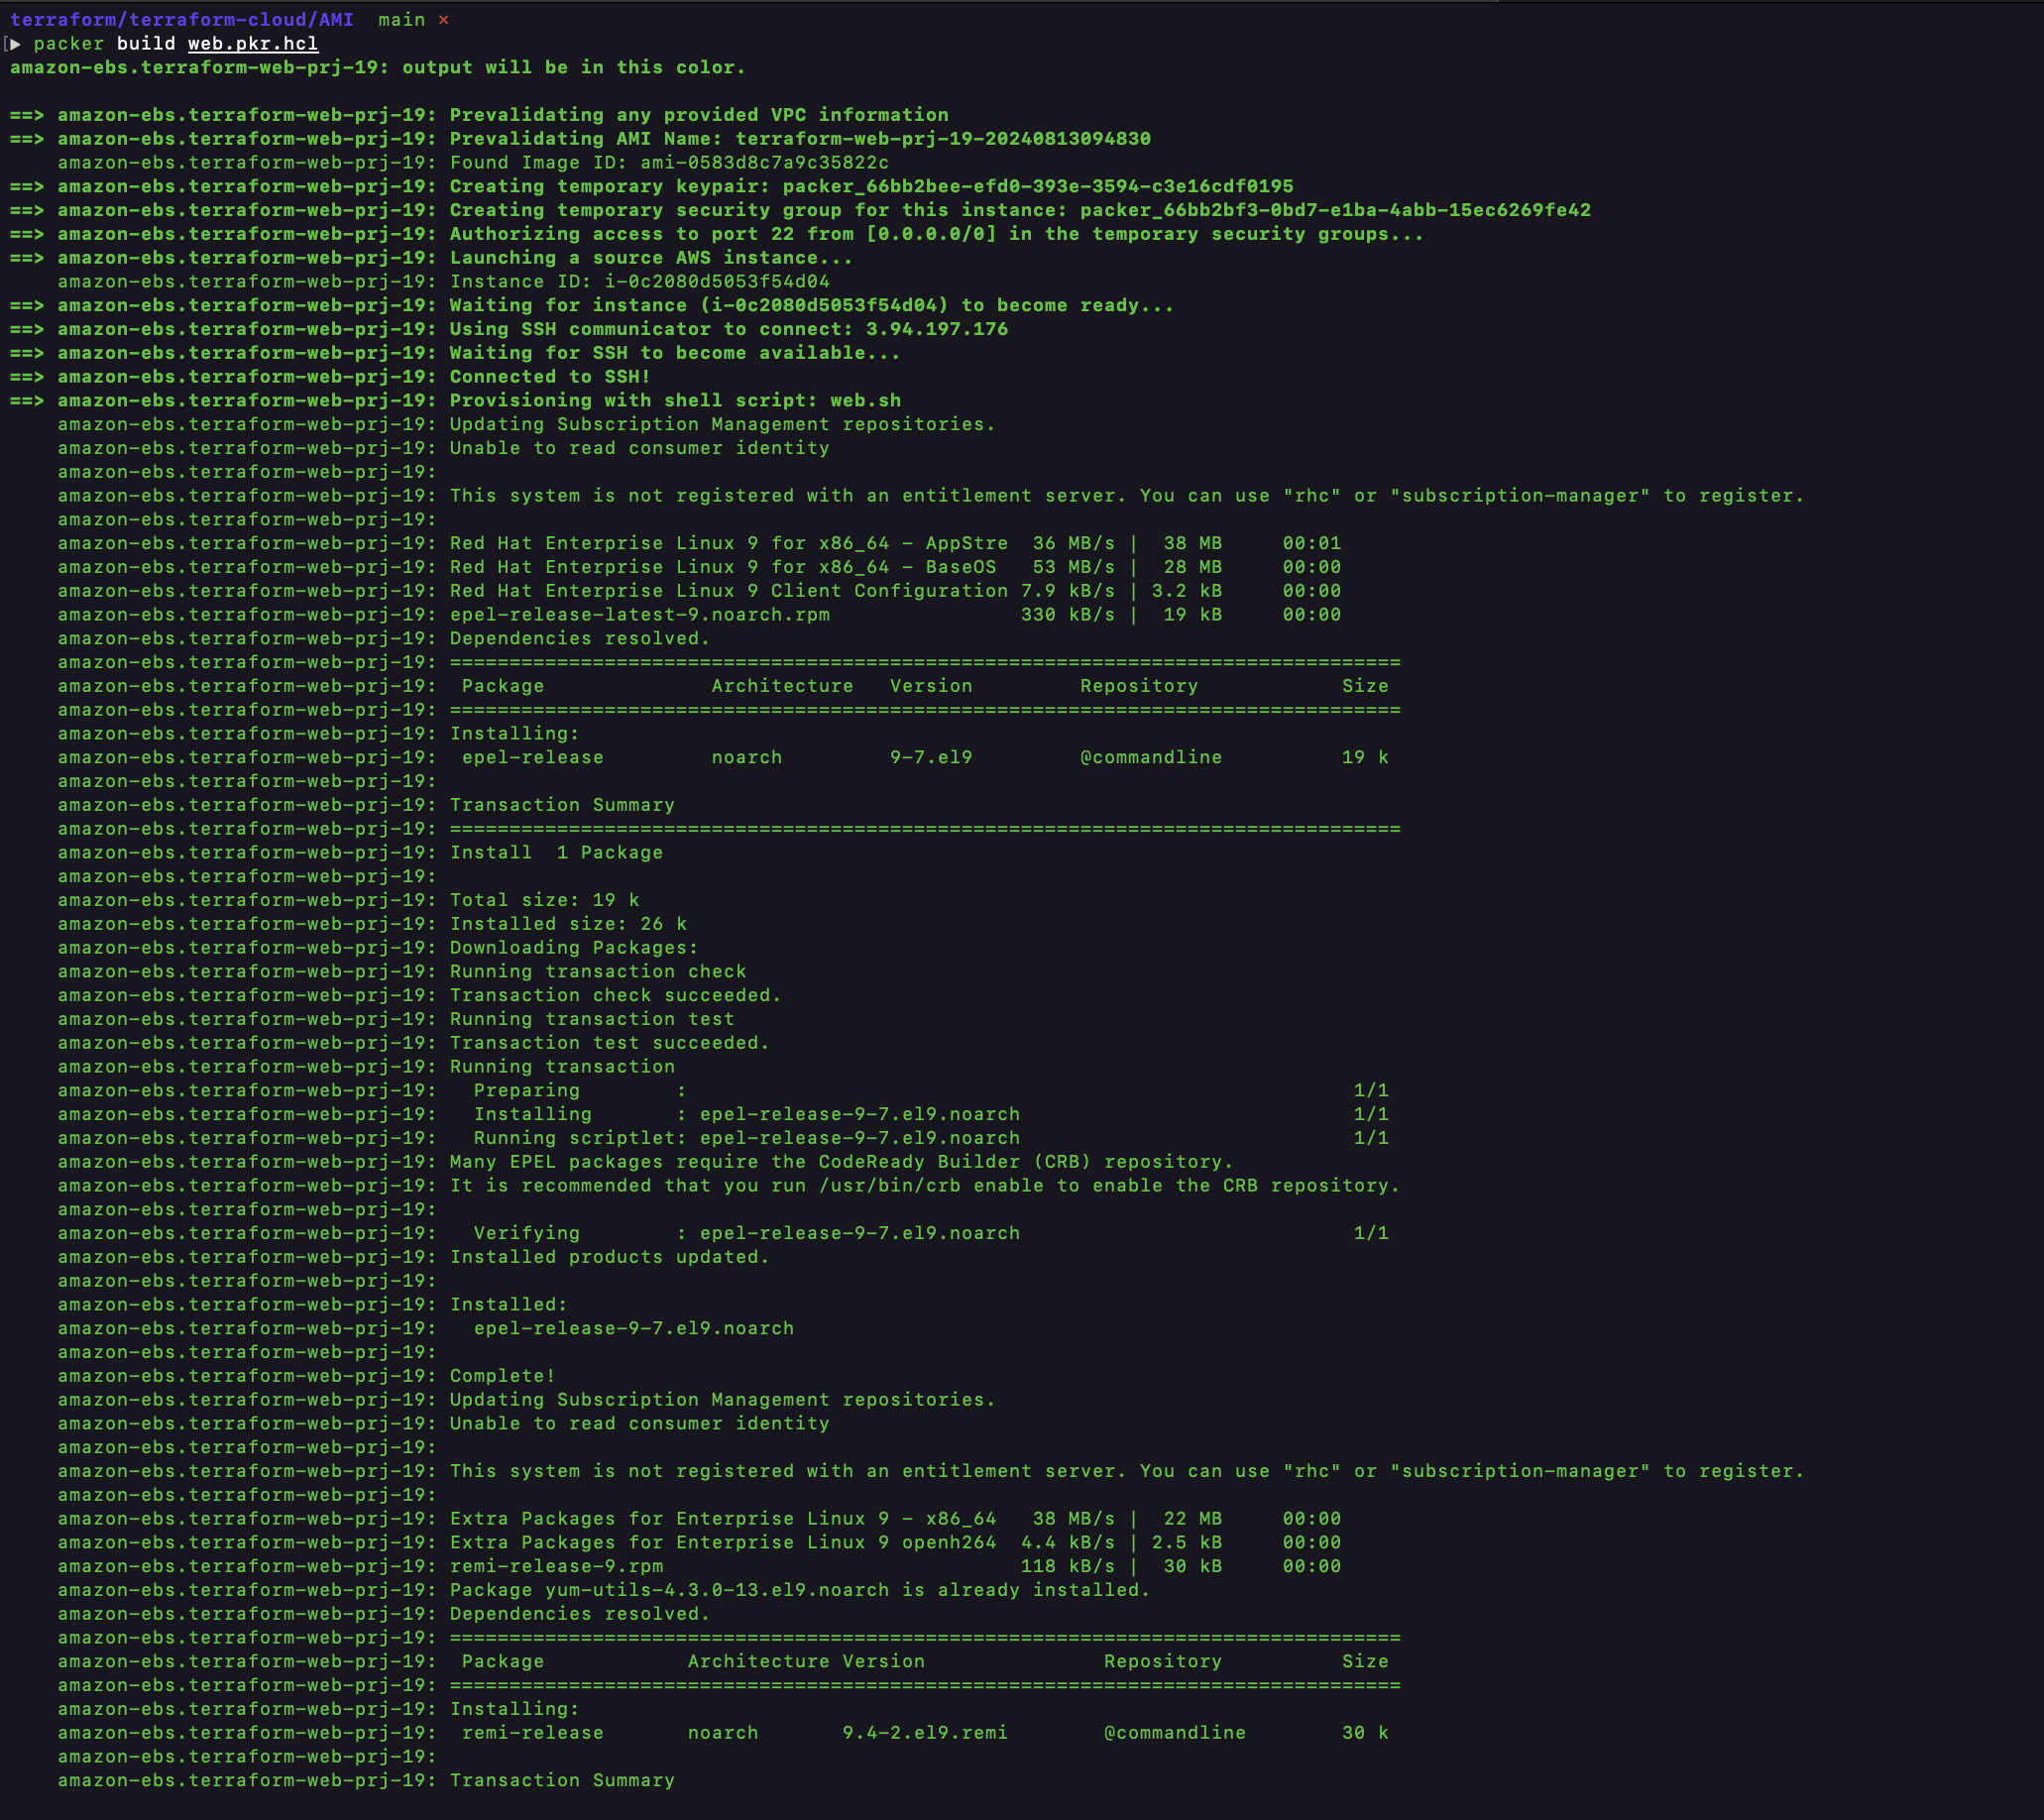 terraform/terraform-cloud/AMI  main ×
[▶ packer build web.pkr.hcl
amazon-ebs.terraform-web-prj-19: output will be in this color.

==> amazon-ebs.terraform-web-prj-19: Prevalidating any provided VPC information
==> amazon-ebs.terraform-web-prj-19: Prevalidating AMI Name: terraform-web-prj-19-20240813094830
    amazon-ebs.terraform-web-prj-19: Found Image ID: ami-0583d8c7a9c35822c
==> amazon-ebs.terraform-web-prj-19: Creating temporary keypair: packer_66bb2bee-efd0-393e-3594-c3e16cdf0195
==> amazon-ebs.terraform-web-prj-19: Creating temporary security group for this instance: packer_66bb2bf3-0bd7-e1ba-4abb-15ec6269fe42
==> amazon-ebs.terraform-web-prj-19: Authorizing access to port 22 from [0.0.0.0/0] in the temporary security groups...
==> amazon-ebs.terraform-web-prj-19: Launching a source AWS instance...
    amazon-ebs.terraform-web-prj-19: Instance ID: i-0c2080d5053f54d04
==> amazon-ebs.terraform-web-prj-19: Waiting for instance (i-0c2080d5053f54d04) to become ready...
==> amazon-ebs.terraform-web-prj-19: Using SSH communicator to connect: 3.94.197.176
==> amazon-ebs.terraform-web-prj-19: Waiting for SSH to become available...
==> amazon-ebs.terraform-web-prj-19: Connected to SSH!
==> amazon-ebs.terraform-web-prj-19: Provisioning with shell script: web.sh
    amazon-ebs.terraform-web-prj-19: Updating Subscription Management repositories.
    amazon-ebs.terraform-web-prj-19: Unable to read consumer identity
    amazon-ebs.terraform-web-prj-19:
    amazon-ebs.terraform-web-prj-19: This system is not registered with an entitlement server. You can use "rhc" or "subscription-manager" to register.
    amazon-ebs.terraform-web-prj-19:
    amazon-ebs.terraform-web-prj-19: Red Hat Enterprise Linux 9 for x86_64 - AppStre  36 MB/s |  38 MB     00:01
    amazon-ebs.terraform-web-prj-19: Red Hat Enterprise Linux 9 for x86_64 - BaseOS   53 MB/s |  28 MB     00:00
    amazon-ebs.terraform-web-prj-19: Red Hat Enterprise Linux 9 Client Configuration 7.9 kB/s | 3.2 kB     00:00
    amazon-ebs.terraform-web-prj-19: epel-release-latest-9.noarch.rpm                330 kB/s |  19 kB     00:00
    amazon-ebs.terraform-web-prj-19: Dependencies resolved.
    amazon-ebs.terraform-web-prj-19: ================================================================================
    amazon-ebs.terraform-web-prj-19:  Package              Architecture   Version         Repository            Size
    amazon-ebs.terraform-web-prj-19: ================================================================================
    amazon-ebs.terraform-web-prj-19: Installing:
    amazon-ebs.terraform-web-prj-19:  epel-release         noarch         9-7.el9         @commandline          19 k
    amazon-ebs.terraform-web-prj-19:
    amazon-ebs.terraform-web-prj-19: Transaction Summary
    amazon-ebs.terraform-web-prj-19: ================================================================================
    amazon-ebs.terraform-web-prj-19: Install  1 Package
    amazon-ebs.terraform-web-prj-19:
    amazon-ebs.terraform-web-prj-19: Total size: 19 k
    amazon-ebs.terraform-web-prj-19: Installed size: 26 k
    amazon-ebs.terraform-web-prj-19: Downloading Packages:
    amazon-ebs.terraform-web-prj-19: Running transaction check
    amazon-ebs.terraform-web-prj-19: Transaction check succeeded.
    amazon-ebs.terraform-web-prj-19: Running transaction test
    amazon-ebs.terraform-web-prj-19: Transaction test succeeded.
    amazon-ebs.terraform-web-prj-19: Running transaction
    amazon-ebs.terraform-web-prj-19:   Preparing        :                                                        1/1
    amazon-ebs.terraform-web-prj-19:   Installing       : epel-release-9-7.el9.noarch                            1/1
    amazon-ebs.terraform-web-prj-19:   Running scriptlet: epel-release-9-7.el9.noarch                            1/1
    amazon-ebs.terraform-web-prj-19: Many EPEL packages require the CodeReady Builder (CRB) repository.
    amazon-ebs.terraform-web-prj-19: It is recommended that you run /usr/bin/crb enable to enable the CRB repository.
    amazon-ebs.terraform-web-prj-19:
    amazon-ebs.terraform-web-prj-19:   Verifying        : epel-release-9-7.el9.noarch                            1/1
    amazon-ebs.terraform-web-prj-19: Installed products updated.
    amazon-ebs.terraform-web-prj-19:
    amazon-ebs.terraform-web-prj-19: Installed:
    amazon-ebs.terraform-web-prj-19:   epel-release-9-7.el9.noarch
    amazon-ebs.terraform-web-prj-19:
    amazon-ebs.terraform-web-prj-19: Complete!
    amazon-ebs.terraform-web-prj-19: Updating Subscription Management repositories.
    amazon-ebs.terraform-web-prj-19: Unable to read consumer identity
    amazon-ebs.terraform-web-prj-19:
    amazon-ebs.terraform-web-prj-19: This system is not registered with an entitlement server. You can use "rhc" or "subscription-manager" to register.
    amazon-ebs.terraform-web-prj-19:
    amazon-ebs.terraform-web-prj-19: Extra Packages for Enterprise Linux 9 - x86_64   38 MB/s |  22 MB     00:00
    amazon-ebs.terraform-web-prj-19: Extra Packages for Enterprise Linux 9 openh264  4.4 kB/s | 2.5 kB     00:00
    amazon-ebs.terraform-web-prj-19: remi-release-9.rpm                              118 kB/s |  30 kB     00:00
    amazon-ebs.terraform-web-prj-19: Package yum-utils-4.3.0-13.el9.noarch is already installed.
    amazon-ebs.terraform-web-prj-19: Dependencies resolved.
    amazon-ebs.terraform-web-prj-19: ================================================================================
    amazon-ebs.terraform-web-prj-19:  Package            Architecture Version               Repository          Size
    amazon-ebs.terraform-web-prj-19: ================================================================================
    amazon-ebs.terraform-web-prj-19: Installing:
    amazon-ebs.terraform-web-prj-19:  remi-release       noarch       9.4-2.el9.remi        @commandline        30 k
    amazon-ebs.terraform-web-prj-19:
    amazon-ebs.terraform-web-prj-19: Transaction Summary